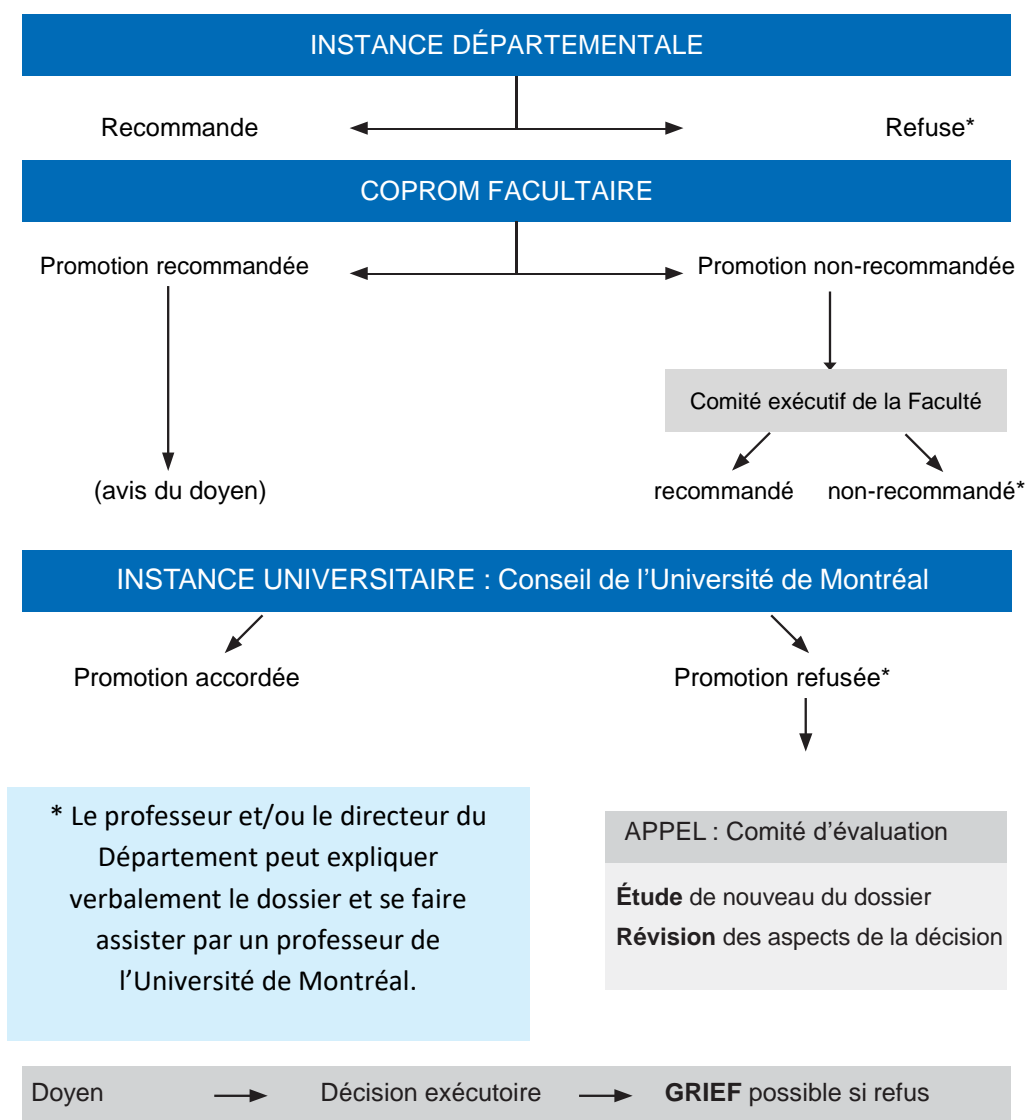 INSTANCE DÉPARTEMENTALE
Recommande
Refuse*
COPROM FACULTAIRE
Promotion recommandée
Promotion non-recommandée
Comité exécutif de la Faculté
(avis du doyen)
recommandé
non-recommandé*
INSTANCE UNIVERSITAIRE : Conseil de l’Université de Montréal
Promotion accordée
Promotion refusée*
* Le professeur et/ou le directeur du
Département peut expliquer
verbalement le dossier et se faire
assister par un professeur de
l’Université de Montréal.
APPEL : Comité d’évaluation
Étude de nouveau du dossier
Révision des aspects de la décision
Doyen
Décision exécutoire
GRIEF possible si refus